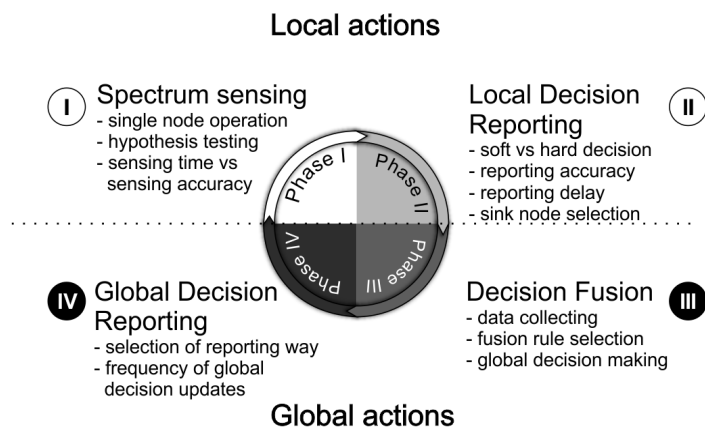 Local actions
I
Spectrum sensing
- single node operation
- hypothesis testing
- sensing time vs
sensing accuracy
Local Decision
Reporting
II
- soft vs hard decision
- reporting accuracy
- reporting delay
- sink node selection
Phase I
Phase II
Phase III
Phase IV
IV
Global Decision
Reporting
- selection of reporting way
- frequency of global
decision updates
Decision Fusion
III
- data collecting
- fusion rule selection
- global decision making
Global actions